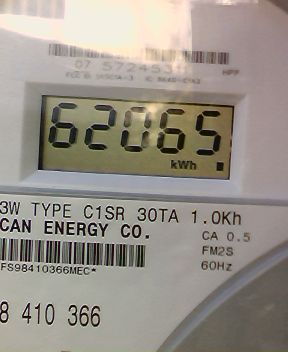 62065
kWh
3W TYPE C1SR 30TA 1.0Kh
CAN ENERGY CO.
CA 0.5
FM2S
60Hz
FS98410366MEC*
8 410 366